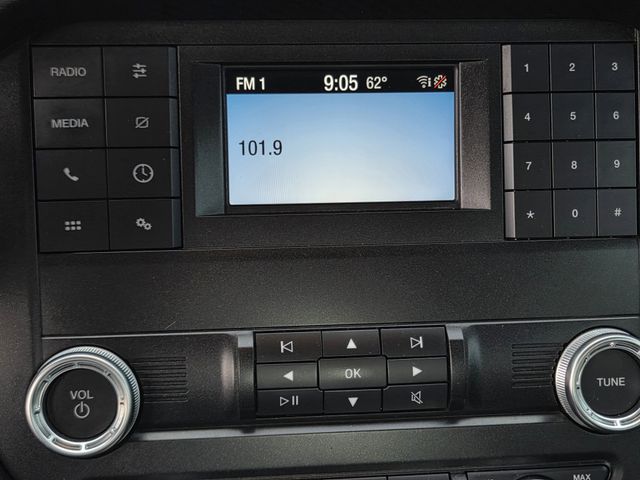 RADIO
MEDIA
FM 1 9:05 62°
101.9
1 2 3
4 5 6
7 8 9
* 0 #
VOL
OK
TUNE
MAX